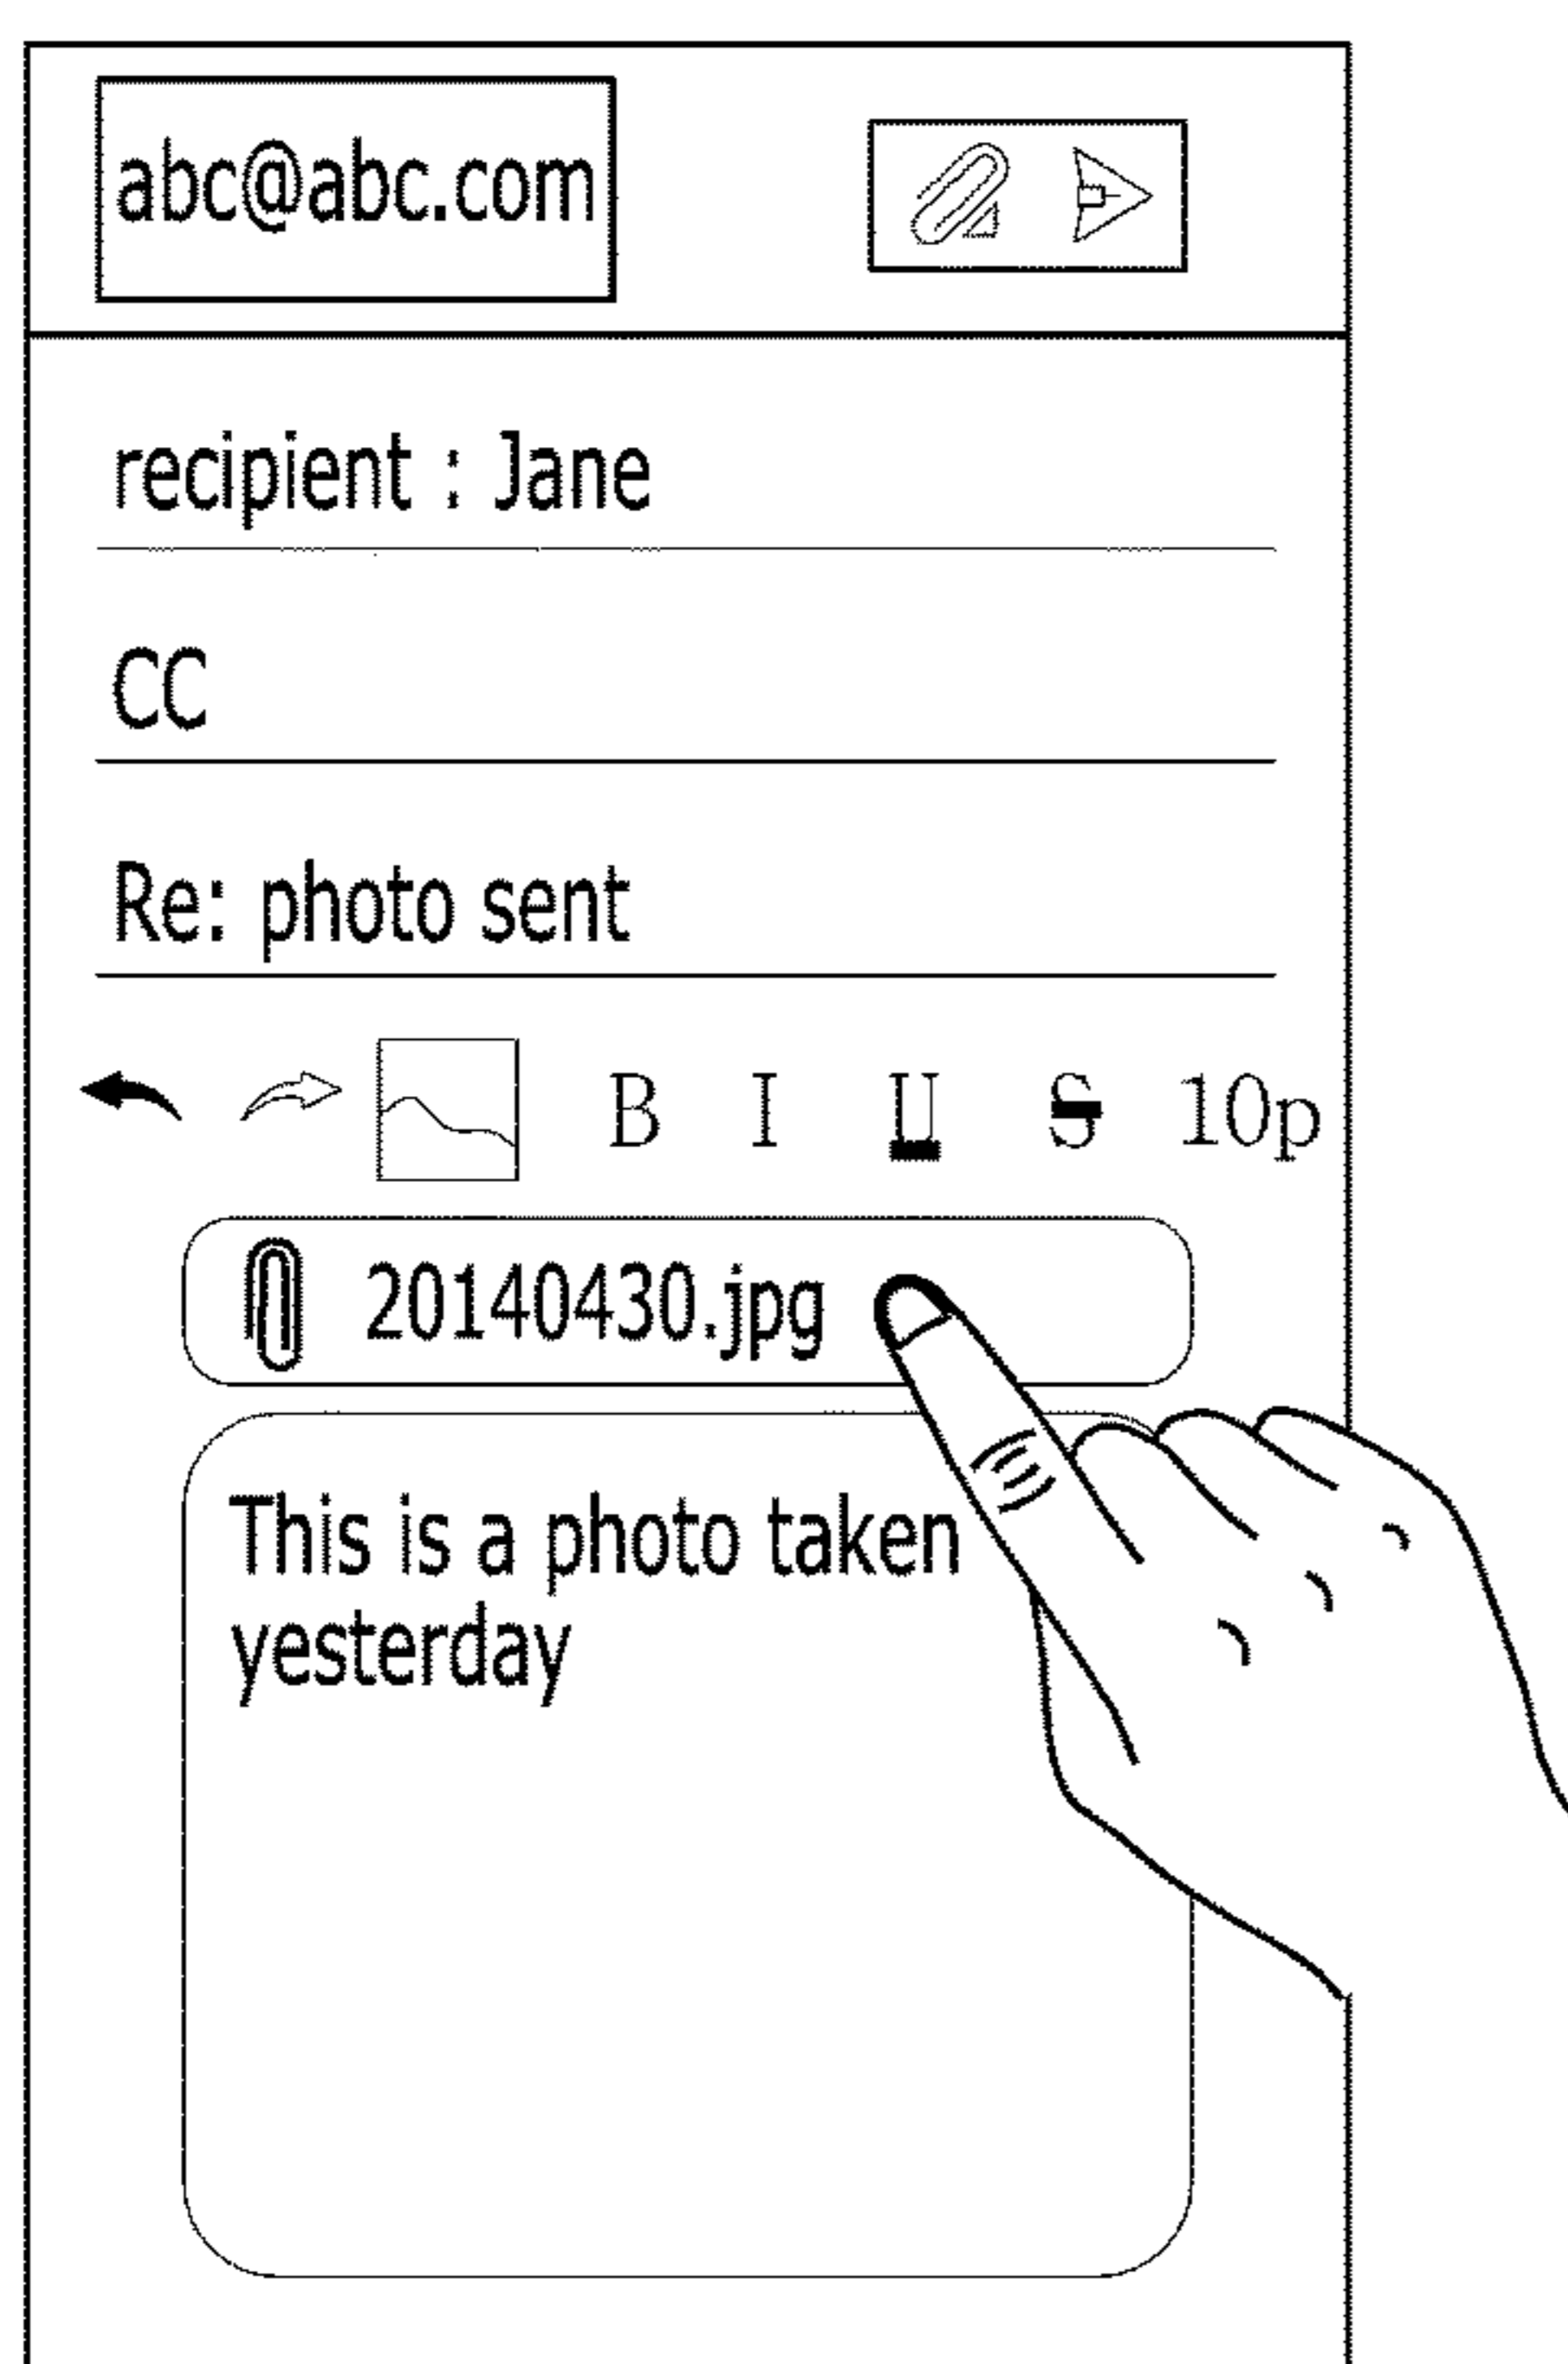 abc@abc.com
recipient : Jane
CC
Re: photo sent
B I U S 10p
20140430.jpg
This is a photo taken
yesterday